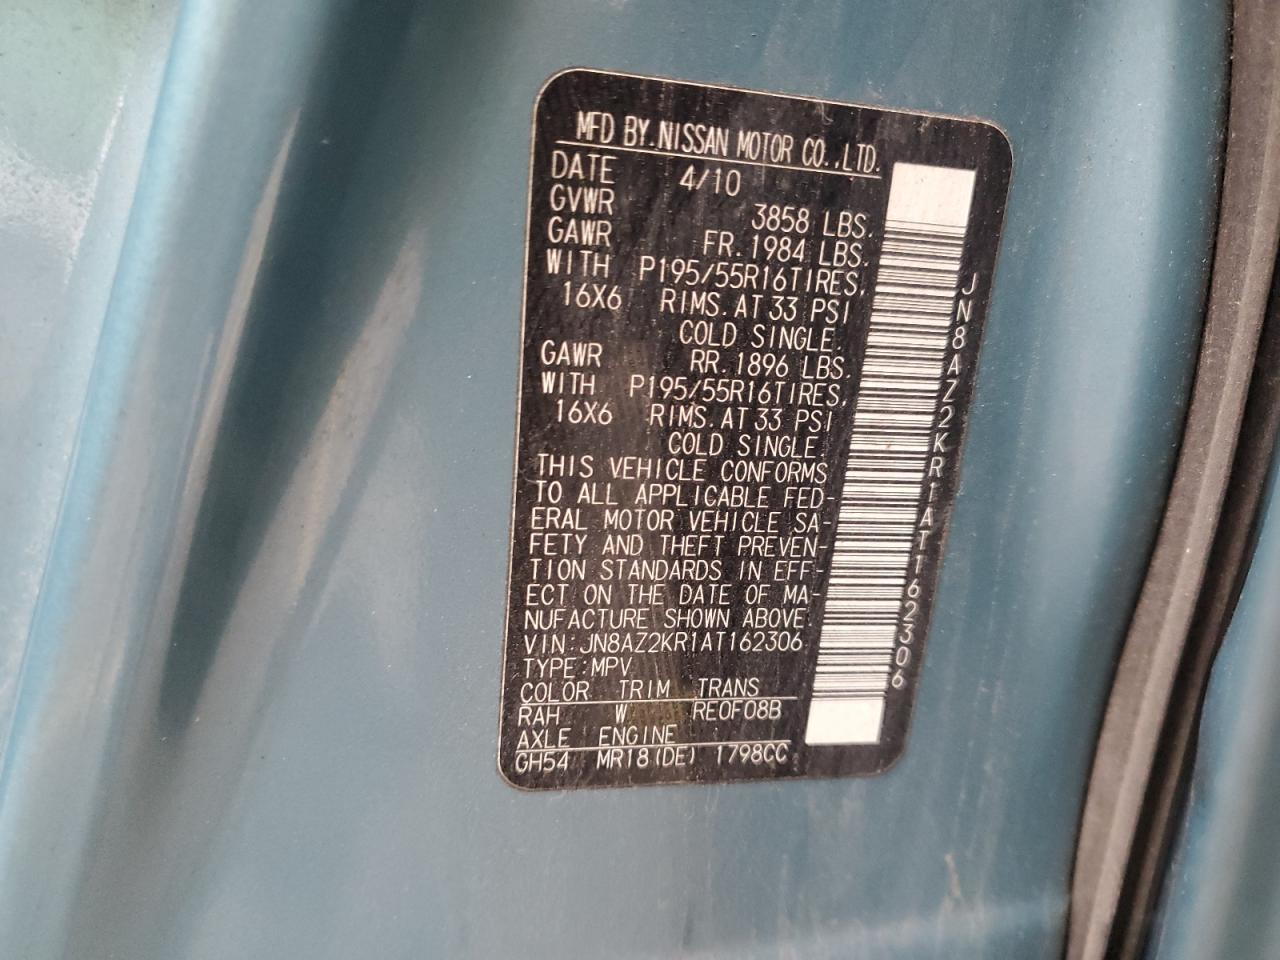 MFD BY.NISSAN MOTOR CO.,LTD.
DATE 4/10
GVWR 3858 LBS.
GAWR FR. 1984 LBS.
WITH P195/55R16TIRES,
16X6 RIMS. AT 33 PSI
COLD SINGLE.
GAWR RR. 1896 LBS.
WITH P195/55R16TIRES,
16X6 RIMS. AT 33 PSI
COLD SINGLE.
THIS VEHICLE CONFORMS
TO ALL APPLICABLE FED-
ERAL MOTOR VEHICLE SA-
FETY AND THEFT PREVEN-
TION STANDARDS IN EFF-
ECT ON THE DATE OF MA-
NUFACTURE SHOWN ABOVE.
VIN:JN8AZ2KR1AT162306
TYPE:MPV
COLOR TRIM TRANS
RAH W RE0F08B
AXLE ENGINE
GH54 MR18(DE) 1798CC
JN8AZ2KR1AT162306